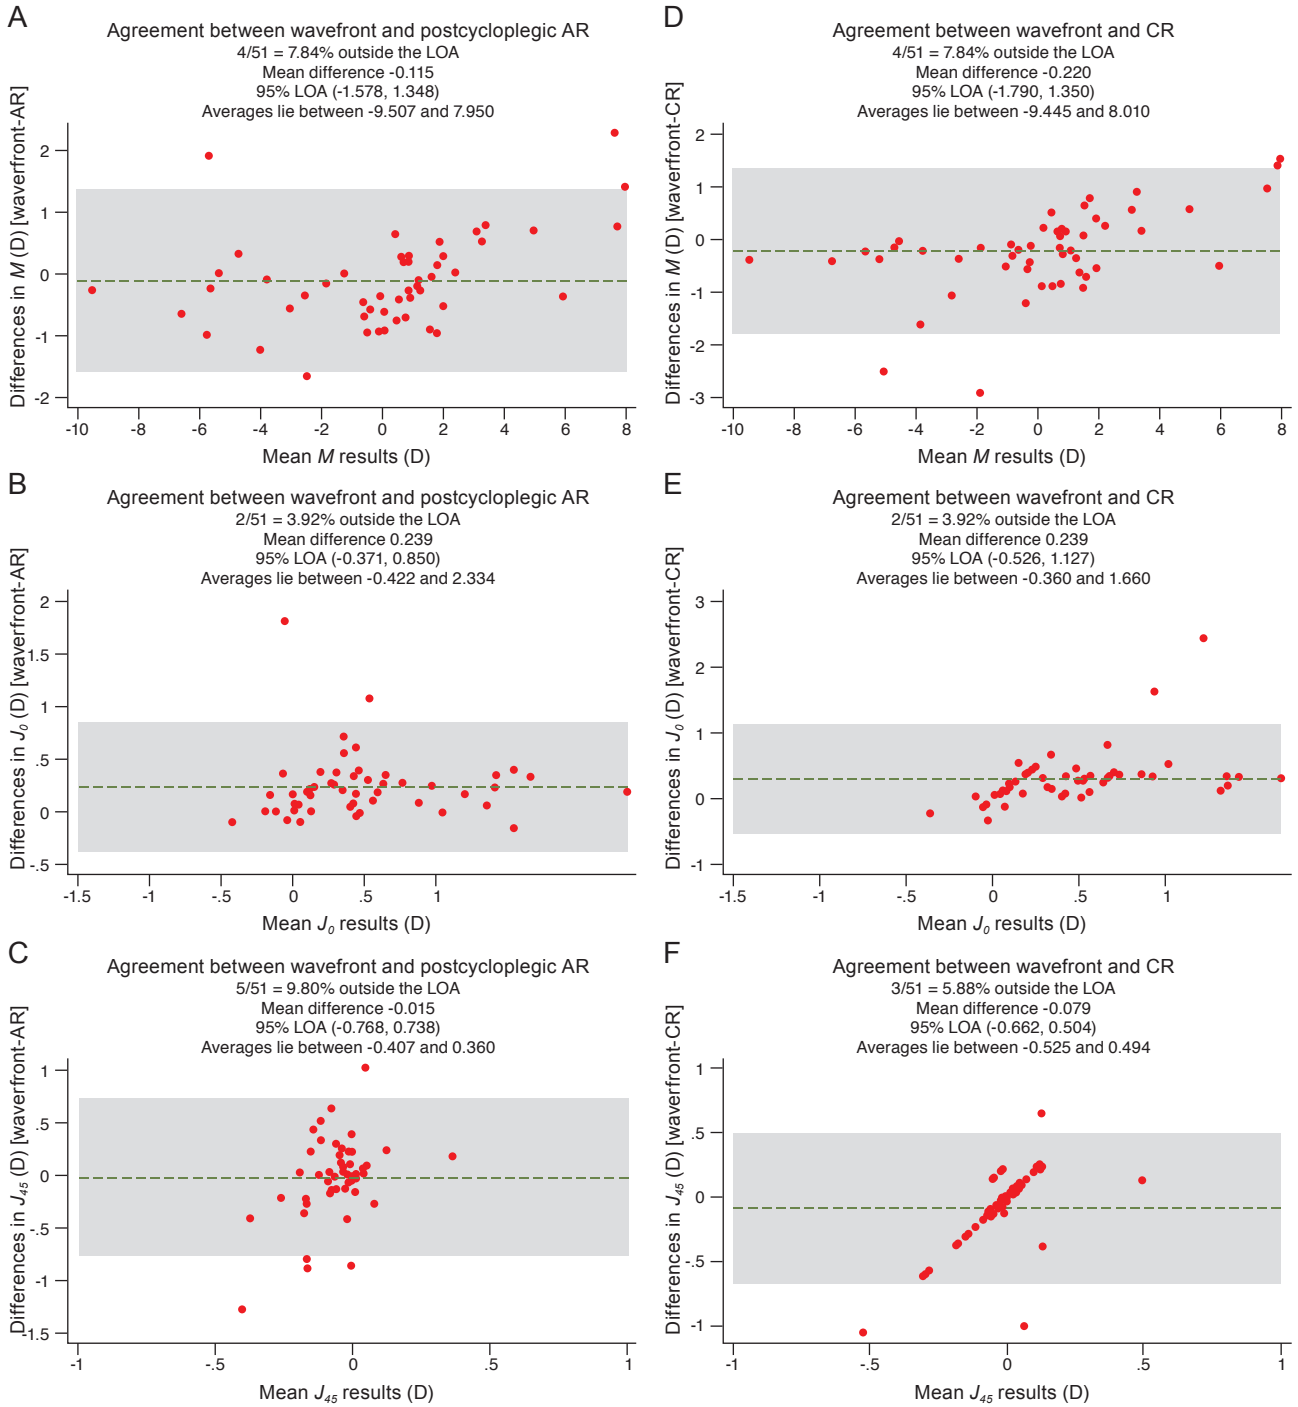 A
Agreement between wavefront and postcycloplegic AR
4/51 = 7.84% outside the LOA
Mean difference -0.115
95% LOA (-1.578, 1.348)
Averages lie between -9.507 and 7.950
Differences in M (D) [waverfront-AR]
2
1
0
-1
-2
-10
-8
-6
-4
-2
0
2
4
6
8
Mean M results (D)
D
Agreement between wavefront and CR
4/51 = 7.84% outside the LOA
Mean difference -0.220
95% LOA (-1.790, 1.350)
Averages lie between -9.445 and 8.010
Differences in M (D) [waverfront-CR]
2
1
0
-1
-2
-3
-10
-8
-6
-4
-2
0
2
4
6
8
Mean M results (D)
B
Agreement between wavefront and postcycloplegic AR
2/51 = 3.92% outside the LOA
Mean difference 0.239
95% LOA (-0.371, 0.850)
Averages lie between -0.422 and 2.334
Differences in J0 (D) [waverfront-AR]
2
1.5
1
.5
0
-.5
-1.5
-1
-.5
0
.5
1
Mean J0 results (D)
E
Agreement between wavefront and CR
2/51 = 3.92% outside the LOA
Mean difference 0.239
95% LOA (-0.526, 1.127)
Averages lie between -0.360 and 1.660
Differences in J0 (D) [waverfront-CR]
3
2
1
0
-1
-1.5
-1
-.5
0
.5
1
Mean J0 results (D)
C
Agreement between wavefront and postcycloplegic AR
5/51 = 9.80% outside the LOA
Mean difference -0.015
95% LOA (-0.768, 0.738)
Averages lie between -0.407 and 0.360
Differences in J45 (D) [waverfront-AR]
1
.5
0
-.5
-1
-1.5
-1
-.5
0
.5
1
Mean J45 results (D)
F
Agreement between wavefront and CR
3/51 = 5.88% outside the LOA
Mean difference -0.079
95% LOA (-0.662, 0.504)
Averages lie between -0.525 and 0.494
Differences in J45 (D) [waverfront-CR]
1
.5
0
-.5
-1
-1
-.5
0
.5
1
Mean J45 results (D)